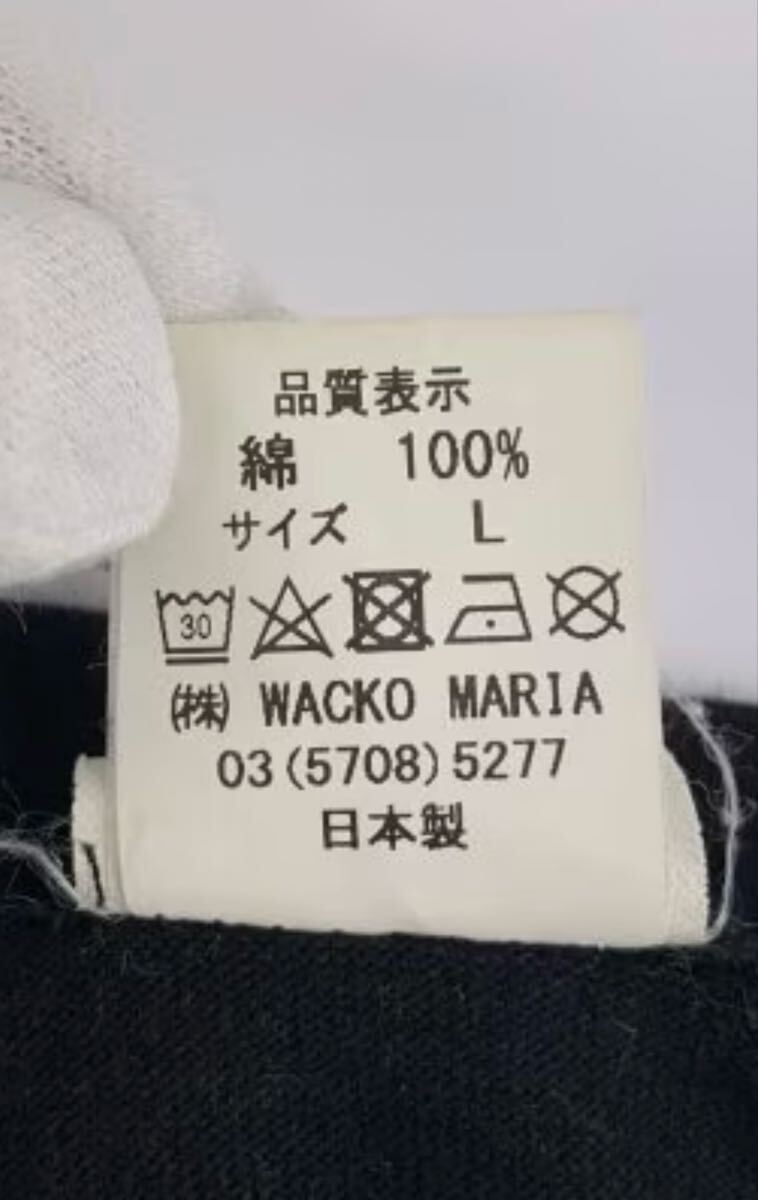 品質表示
綿 100%
サイズ L
30
㈱ WACKO MARIA
03(5708)5277
日本製